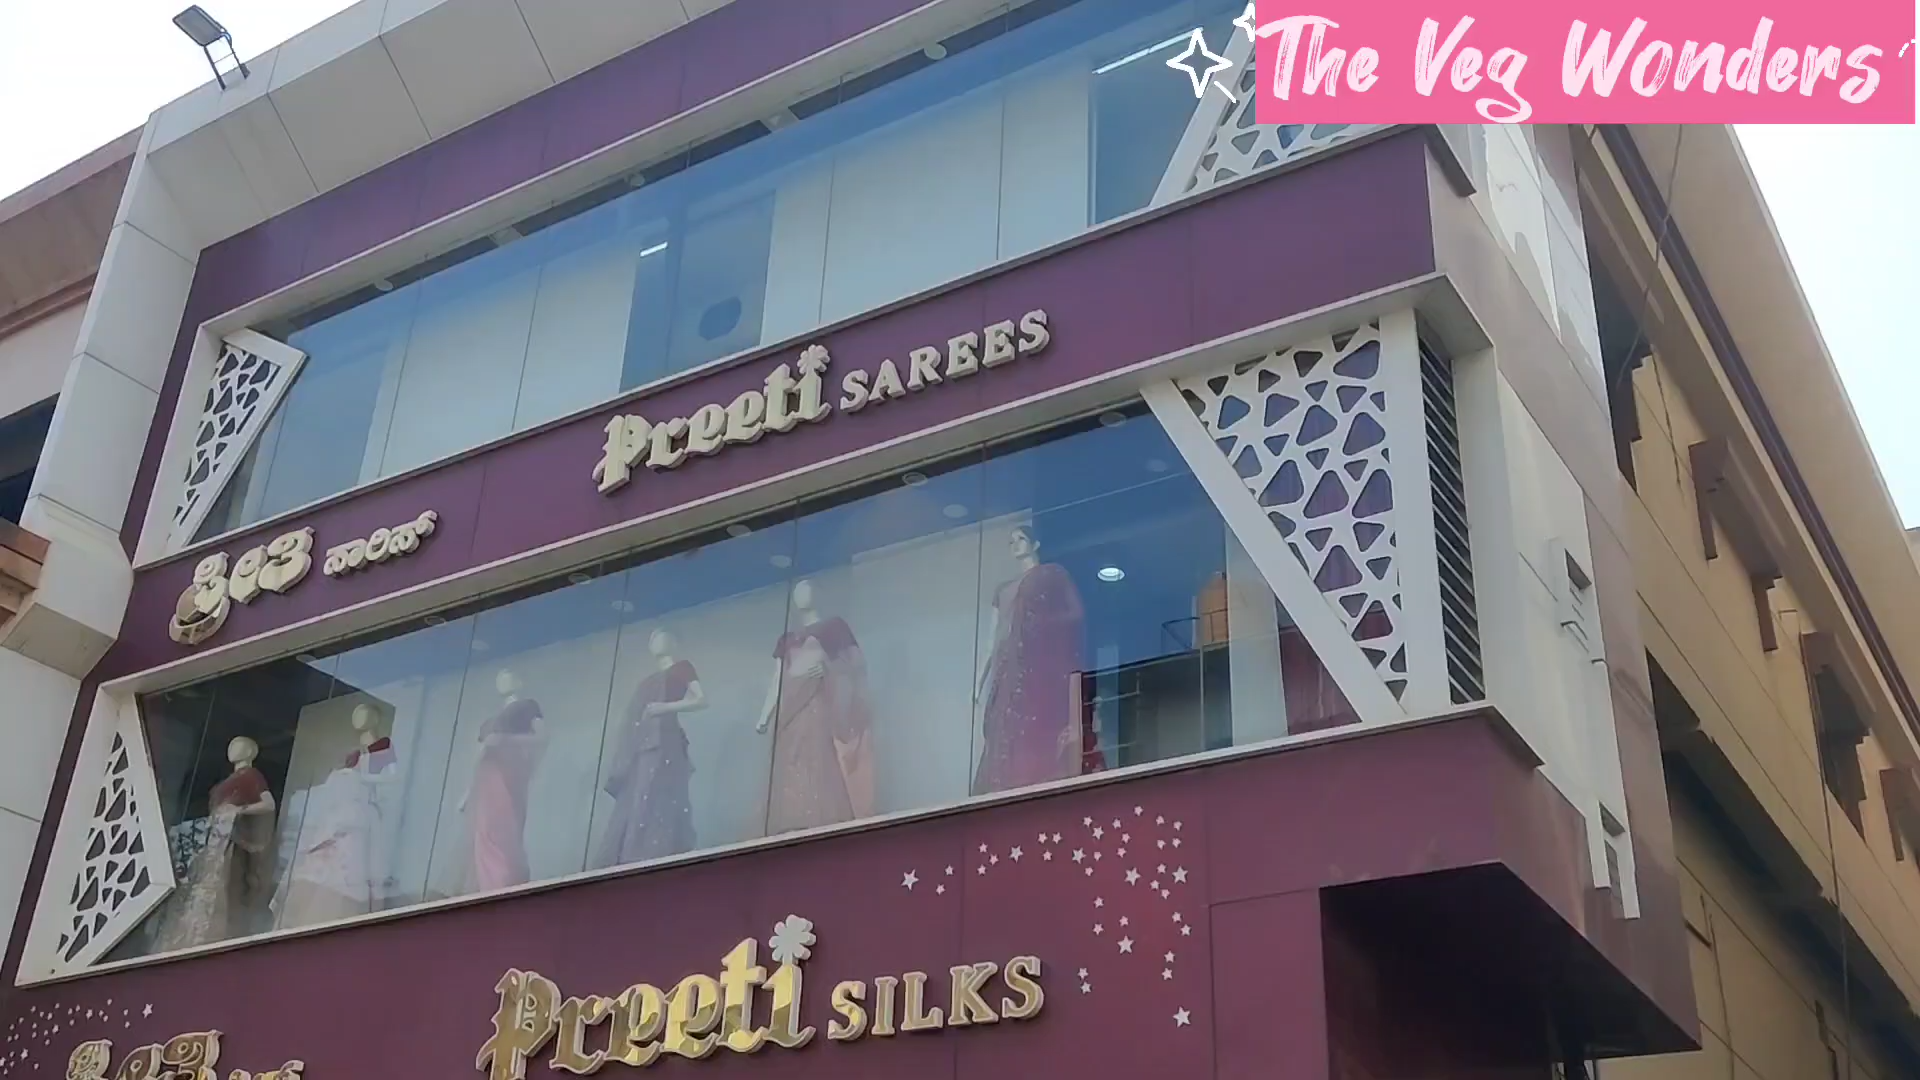 The Veg Wonders
Preeti SAREES
ಪ್ರೀತಿ ಸಾರಿಸ್
Preeti SILKS
ಪ್ರೀತಿ